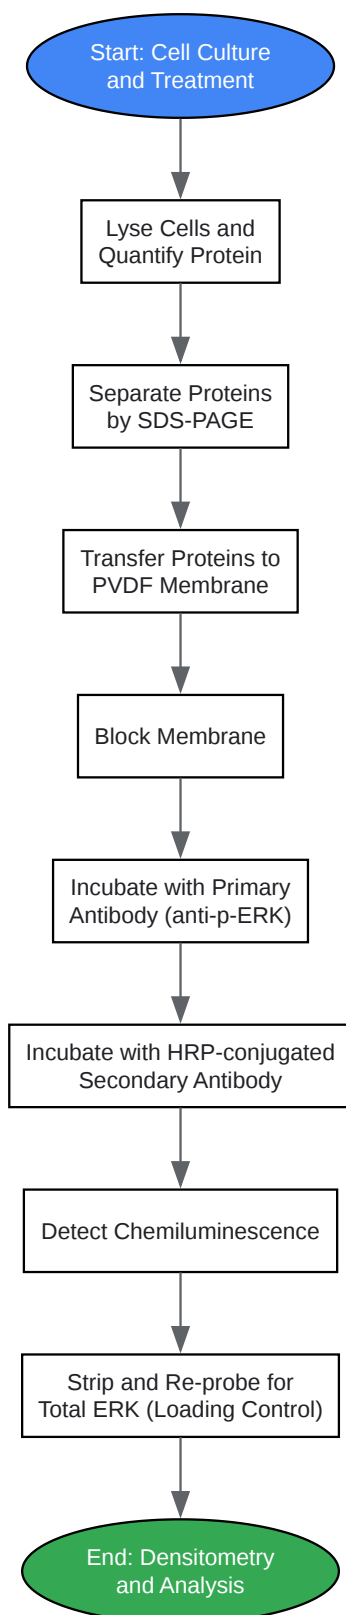 Start: Cell Culture
and Treatment
Lyse Cells and
Quantify Protein
Separate Proteins
by SDS-PAGE
Transfer Proteins to
PVDF Membrane
Block Membrane
Incubate with Primary
Antibody (anti-p-ERK)
Incubate with HRP-conjugated
Secondary Antibody
Detect Chemiluminescence
Strip and Re-probe for
Total ERK (Loading Control)
End: Densitometry
and Analysis